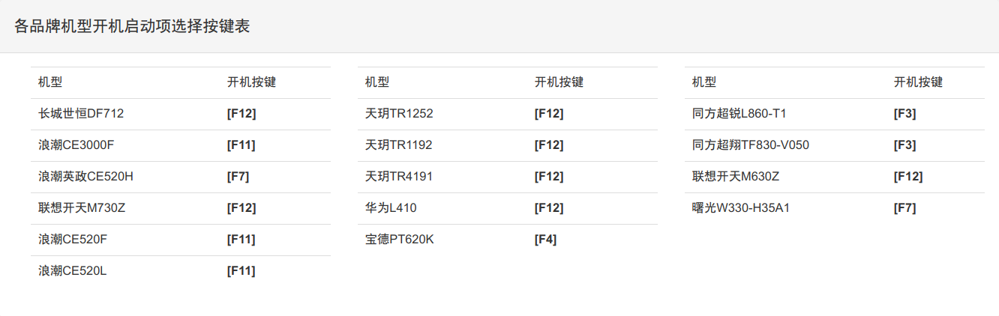 各品牌机型开机启动项选择按键表
机型 开机按键
长城世恒DF712 [F12]
浪潮CE3000F [F11]
浪潮英政CE520H [F7]
联想开天M730Z [F12]
浪潮CE520F [F11]
浪潮CE520L [F11]
机型 开机按键
天玥TR1252 [F12]
天玥TR1192 [F12]
天玥TR4191 [F12]
华为L410 [F12]
宝德PT620K [F4]
机型 开机按键
同方超锐L860-T1 [F3]
同方超翔TF830-V050 [F3]
联想开天M630Z [F12]
曙光W330-H35A1 [F7]